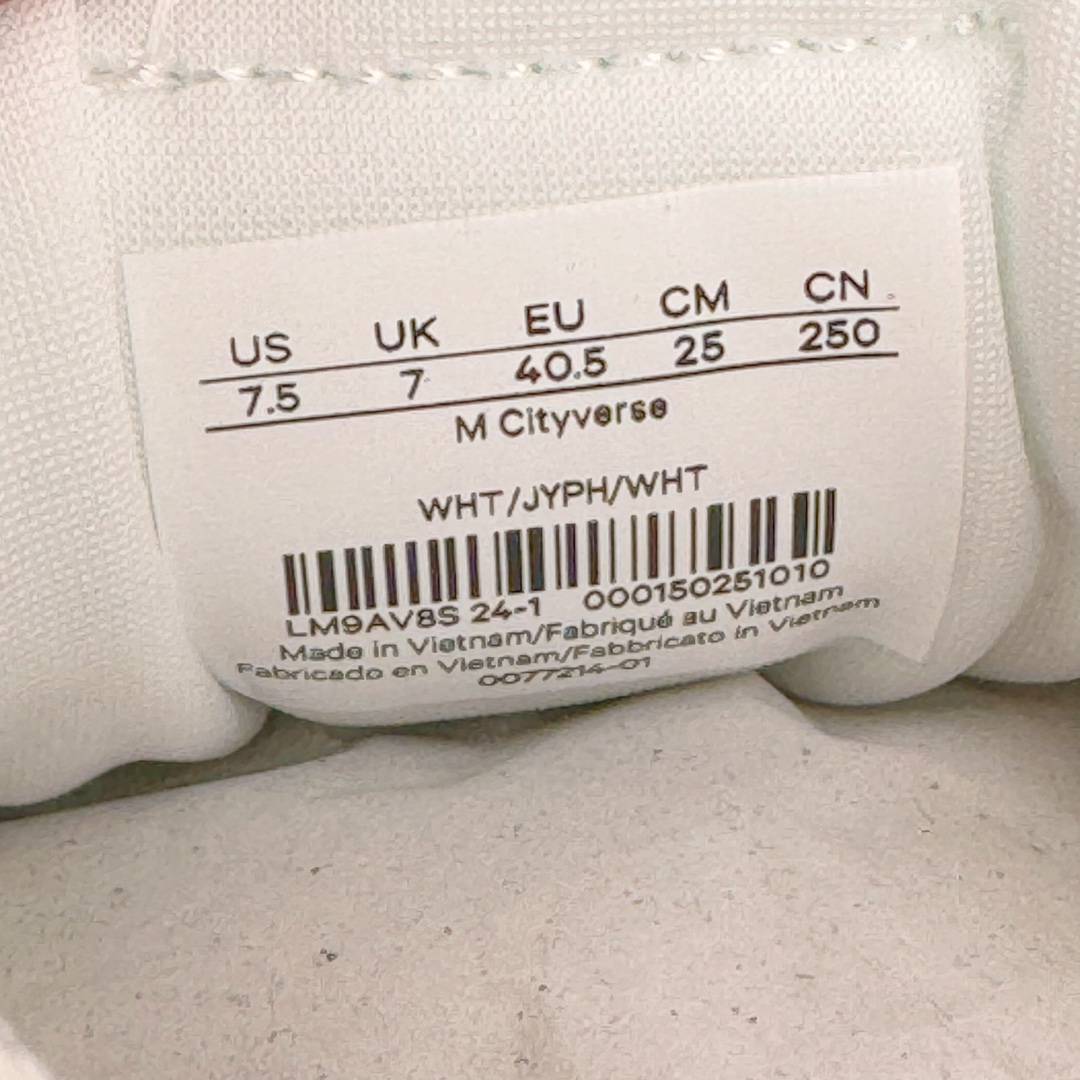 US UK EU CM CN
7.5 7 40.5 25 250
M Cityverse
WHT/JYPH/WHT
LM9AV8S 24-1 000150251010
Made in Vietnam/Fabriqué au Vietnam
Fabricado en Vietnam/Fabbricato in Vietnam
0077214-01